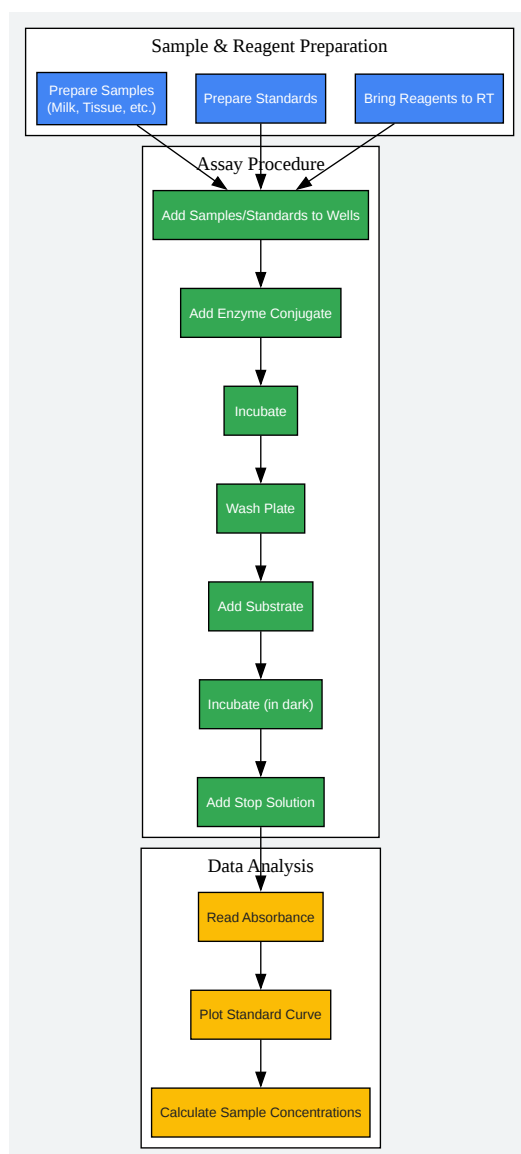 Sample & Reagent Preparation
Prepare Samples
(Milk, Tissue, etc.)
Prepare Standards
Bring Reagents to RT
Assay Procedure
Add Samples/Standards to Wells
Add Enzyme Conjugate
Incubate
Wash Plate
Add Substrate
Incubate (in dark)
Add Stop Solution
Data Analysis
Read Absorbance
Plot Standard Curve
Calculate Sample Concentrations